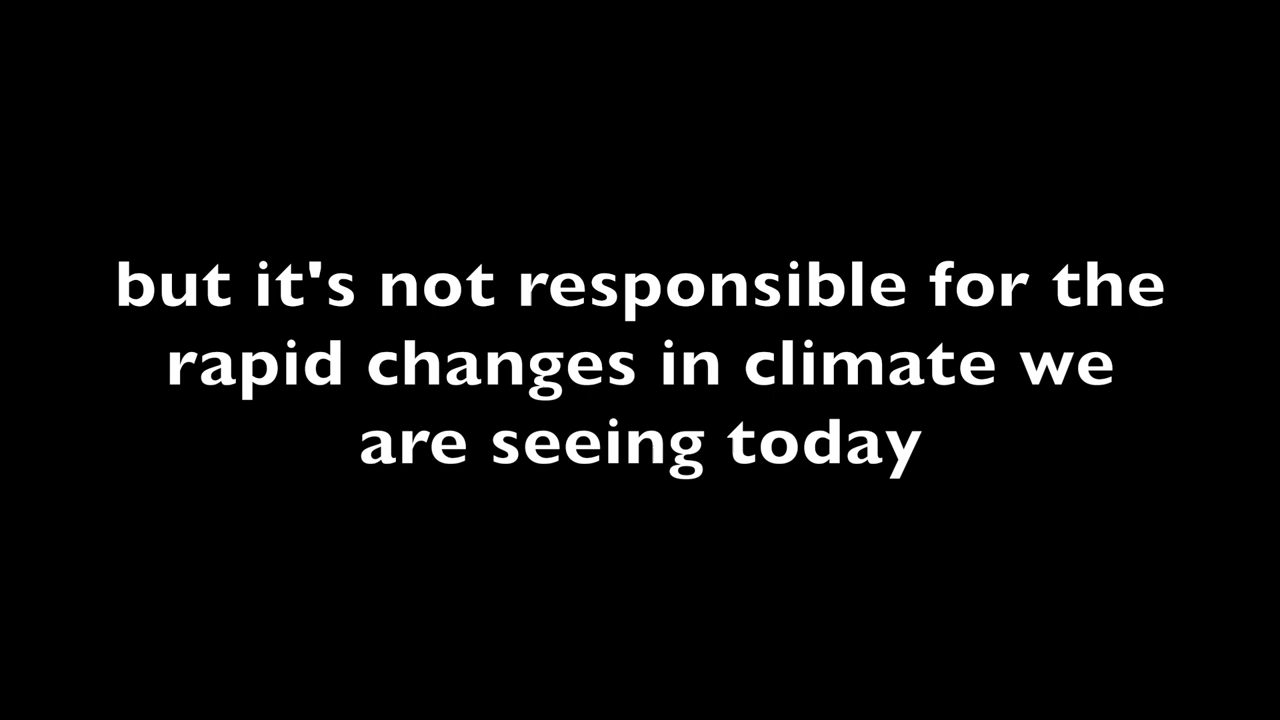 but it's not responsible for the
rapid changes in climate we
are seeing today